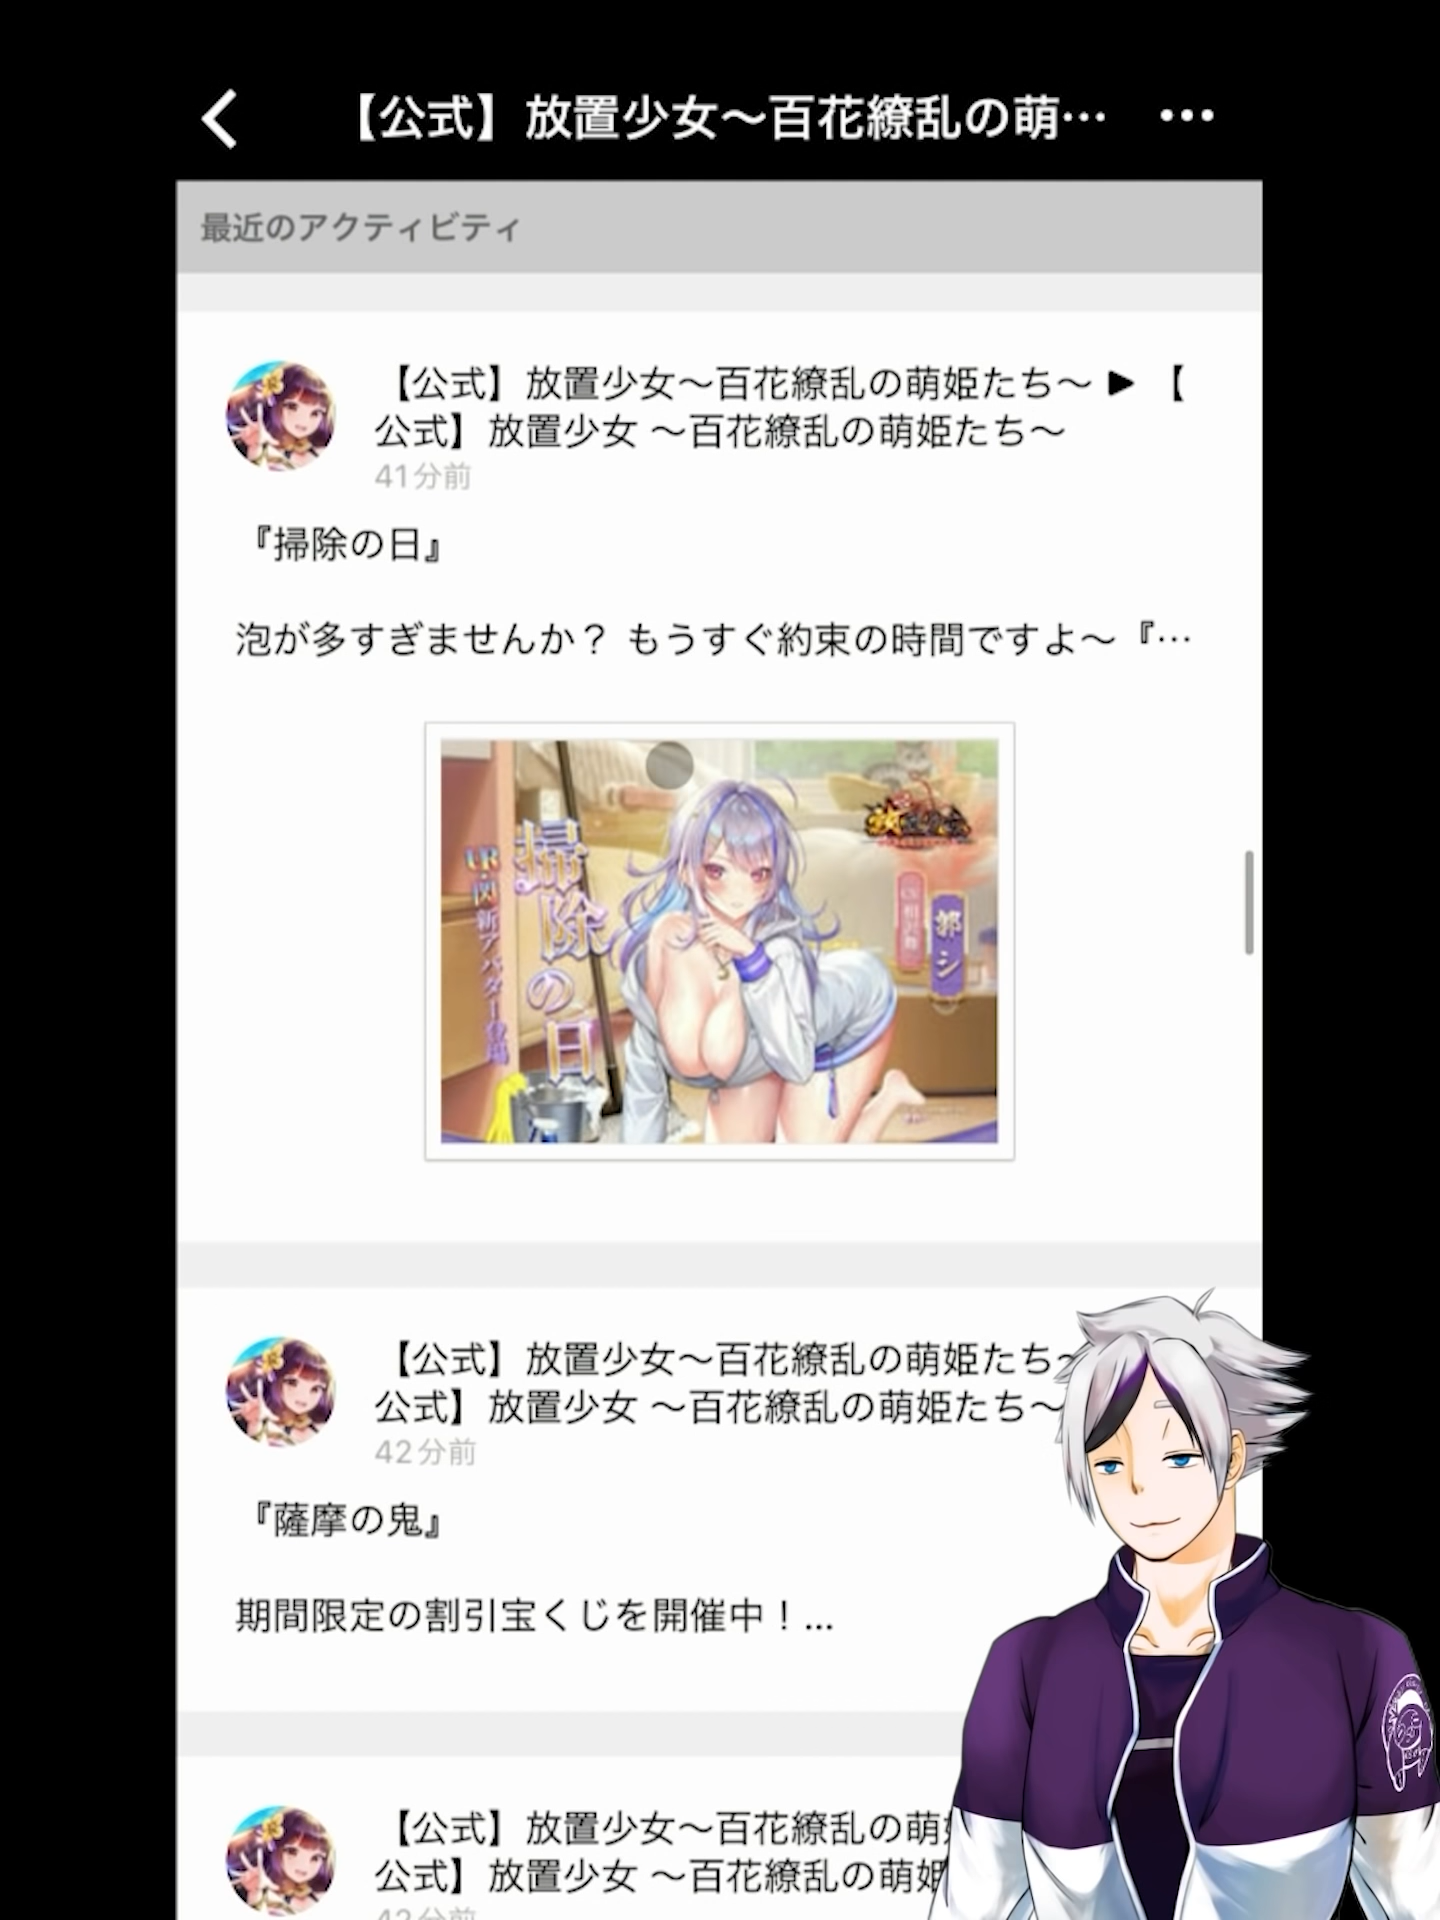 【公式】放置少女～百花繚乱の萌…
最近のアクティビティ
【公式】放置少女～百花繚乱の萌姫たち～ ▶ 【
公式】放置少女 ～百花繚乱の萌姫たち～
41分前
『掃除の日』
泡が多すぎませんか？ もうすぐ約束の時間ですよ～『…
掃除の日
UR・閃 新アバター登場
郭シ
【公式】放置少女～百花繚乱の萌姫たち～
公式】放置少女 ～百花繚乱の萌姫たち～
42分前
『薩摩の鬼』
期間限定の割引宝くじを開催中！...
【公式】放置少女～百花繚乱の萌
公式】放置少女 ～百花繚乱の萌姫
42分前